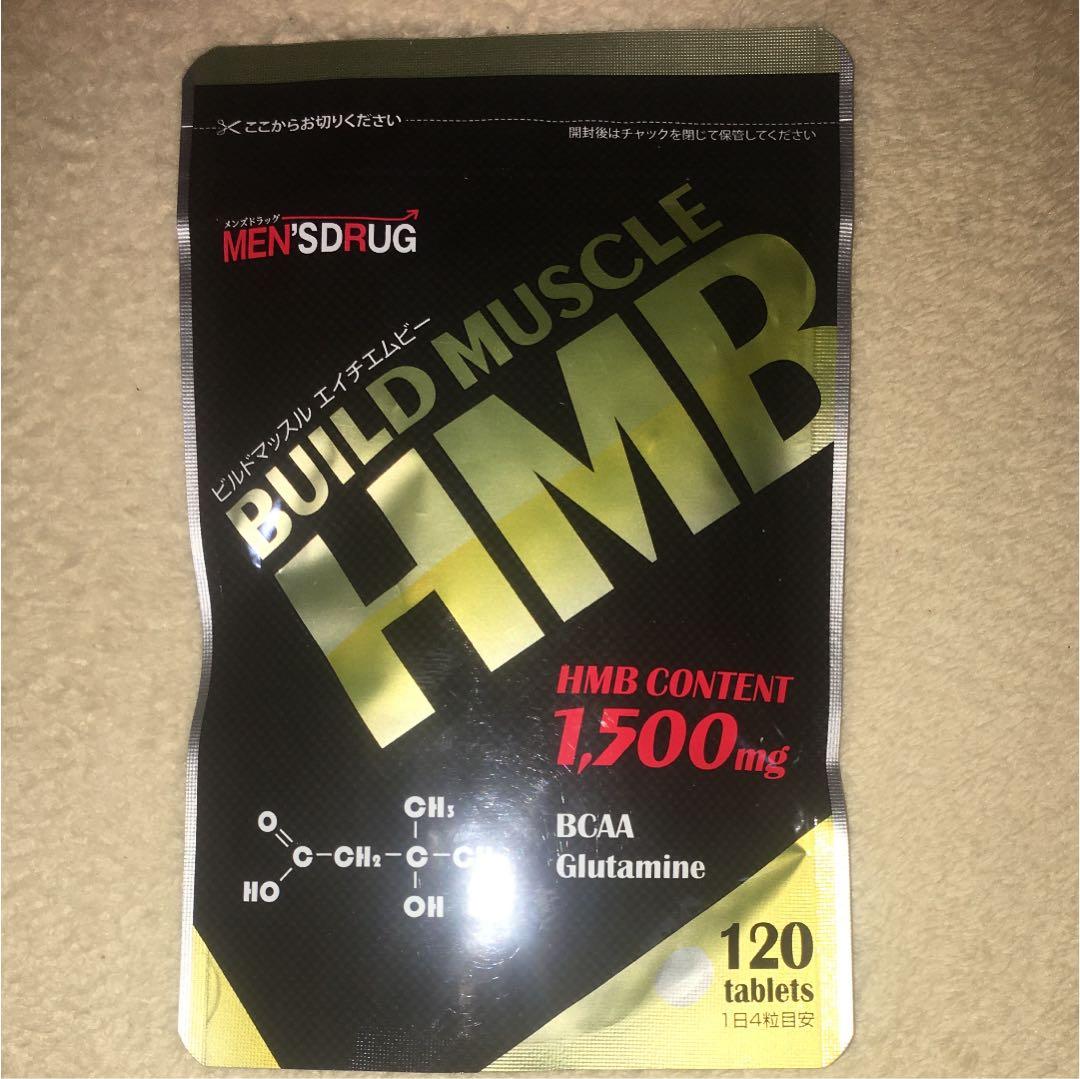 ここからお切りください
開封後はチャックを閉じて保管してください
メンズドラッグ
MEN'SDRUG
ビルドマッスル エイチエムビー
BUILD MUSCLE
HMB
HMB CONTENT
1,500mg
BCAA
Glutamine
CH₃
O
C-CH₂-C-
HO
OH
120
tablets
1日4粒目安